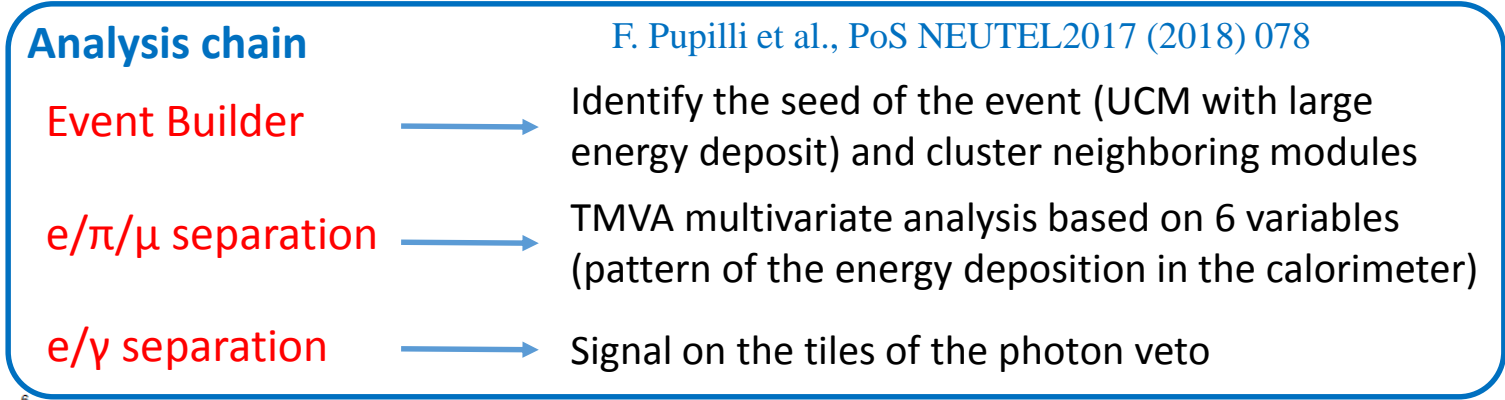 Analysis chain
F. Pupilli et al., PoS NEUTEL2017 (2018) 078
Event Builder
Identify the seed of the event (UCM with large
energy deposit) and cluster neighboring modules
e/π/μ separation
TMVA multivariate analysis based on 6 variables
(pattern of the energy deposition in the calorimeter)
e/γ separation
Signal on the tiles of the photon veto